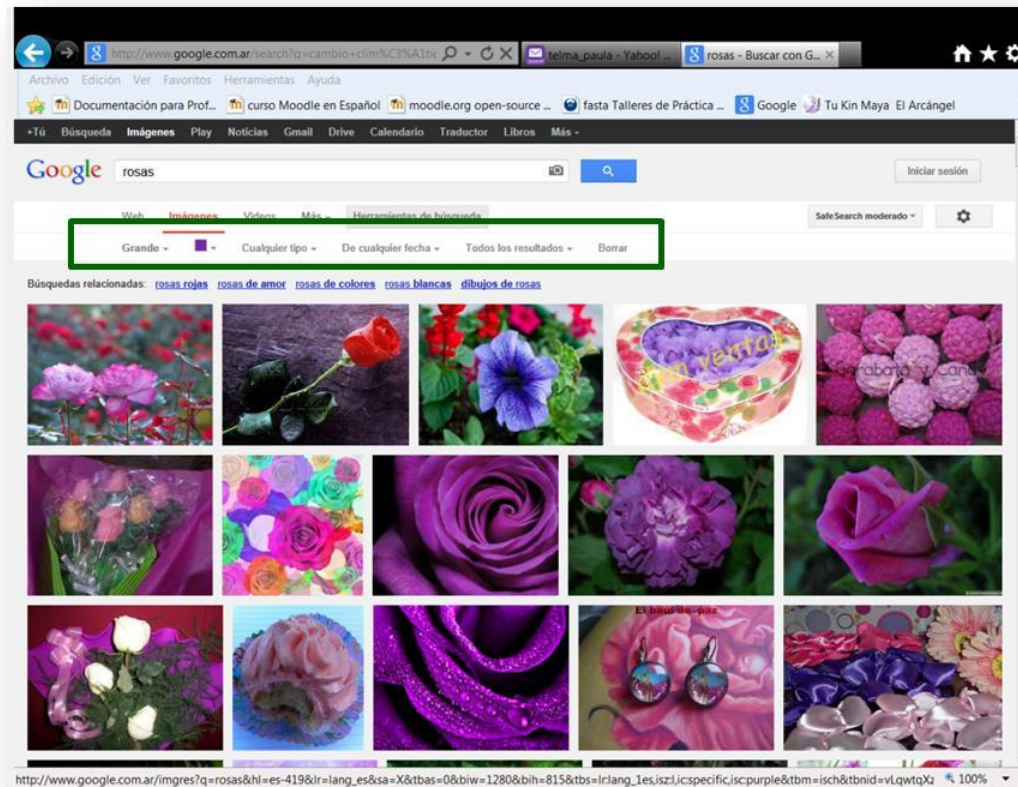 http://www.google.com.ar/search?q=cambio+clim%C3%A1tic
telma_paula - Yahoo! ...
rosas - Buscar con G...
Archivo Edición Ver Favoritos Herramientas Ayuda
Documentación para Prof... curso Moodle en Español moodle.org open-source ... fasta Talleres de Práctica ... Google Tu Kin Maya El Arcángel
+Tú Búsqueda Imágenes Play Noticias Gmail Drive Calendario Traductor Libros Más
Google rosas Iniciar sesión
Web Imágenes Videos Más Herramientas de búsqueda SafeSearch moderado
Grande Cualquier tipo De cualquier fecha Todos los resultados Borrar
Búsquedas relacionadas: rosas rojas rosas de amor rosas de colores rosas blancas dibujos de rosas
ventas
El baul de paz
http://www.google.com.ar/imgres?q=rosas&hl=es-419&lr=lang_es&sa=X&tbas=0&biw=1280&bih=815&tbs=lr:lang_1es,isz:l,ic:specific,isc:purple&tbm=isch&tbnid=vLqwtqXz 100%